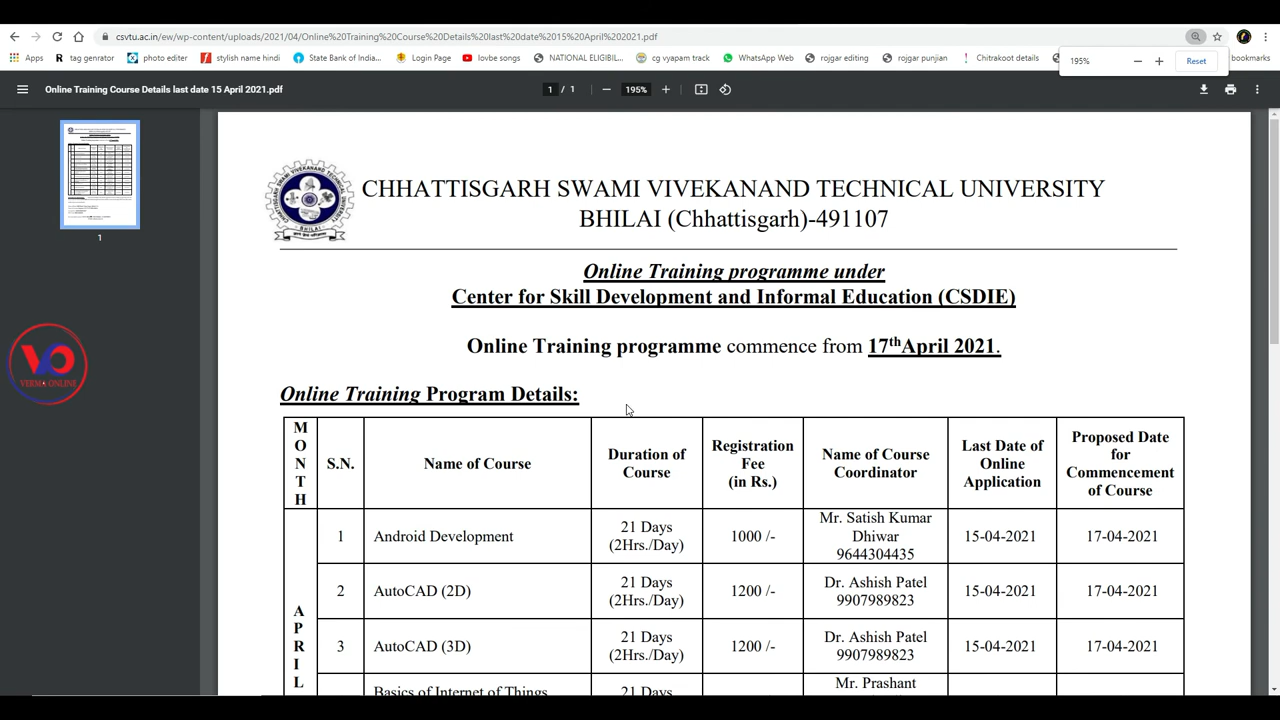 csvtu.ac.in/ew/wp-content/uploads/2021/04/Online%20Training%20Course%20Details%20last%20date%2015%20April%202021.pdf
Apps
tag genrator
photo editer
stylish name hindi
State Bank of India...
Login Page
lovbe songs
NATIONAL ELIGIBIL...
cg vyapam track
WhatsApp Web
rojgar editing
rojgar punjian
Chitrakoot details
bookmarks
195%
Reset
Online Training Course Details last date 15 April 2021.pdf
1 / 1
195%
1
VERMA ONLINE
BHILAI
CHHATTISGARH SWAMI VIVEKANAND TECHNICAL UNIVERSITY
BHILAI (Chhattisgarh)-491107
Online Training programme under
Center for Skill Development and Informal Education (CSDIE)
Online Training programme commence from 17thApril 2021.
Online Training Program Details:
MONTH
S.N.
Name of Course
Duration of
Course
Registration
Fee
(in Rs.)
Name of Course
Coordinator
Last Date of
Online
Application
Proposed Date
for
Commencement
of Course
APRIL
1
Android Development
21 Days
(2Hrs./Day)
1000 /-
Mr. Satish Kumar
Dhiwar
9644304435
15-04-2021
17-04-2021
2
AutoCAD (2D)
21 Days
(2Hrs./Day)
1200 /-
Dr. Ashish Patel
9907989823
15-04-2021
17-04-2021
3
AutoCAD (3D)
21 Days
(2Hrs./Day)
1200 /-
Dr. Ashish Patel
9907989823
15-04-2021
17-04-2021
Basics of Internet of Things
21 Days
Mr. Prashant